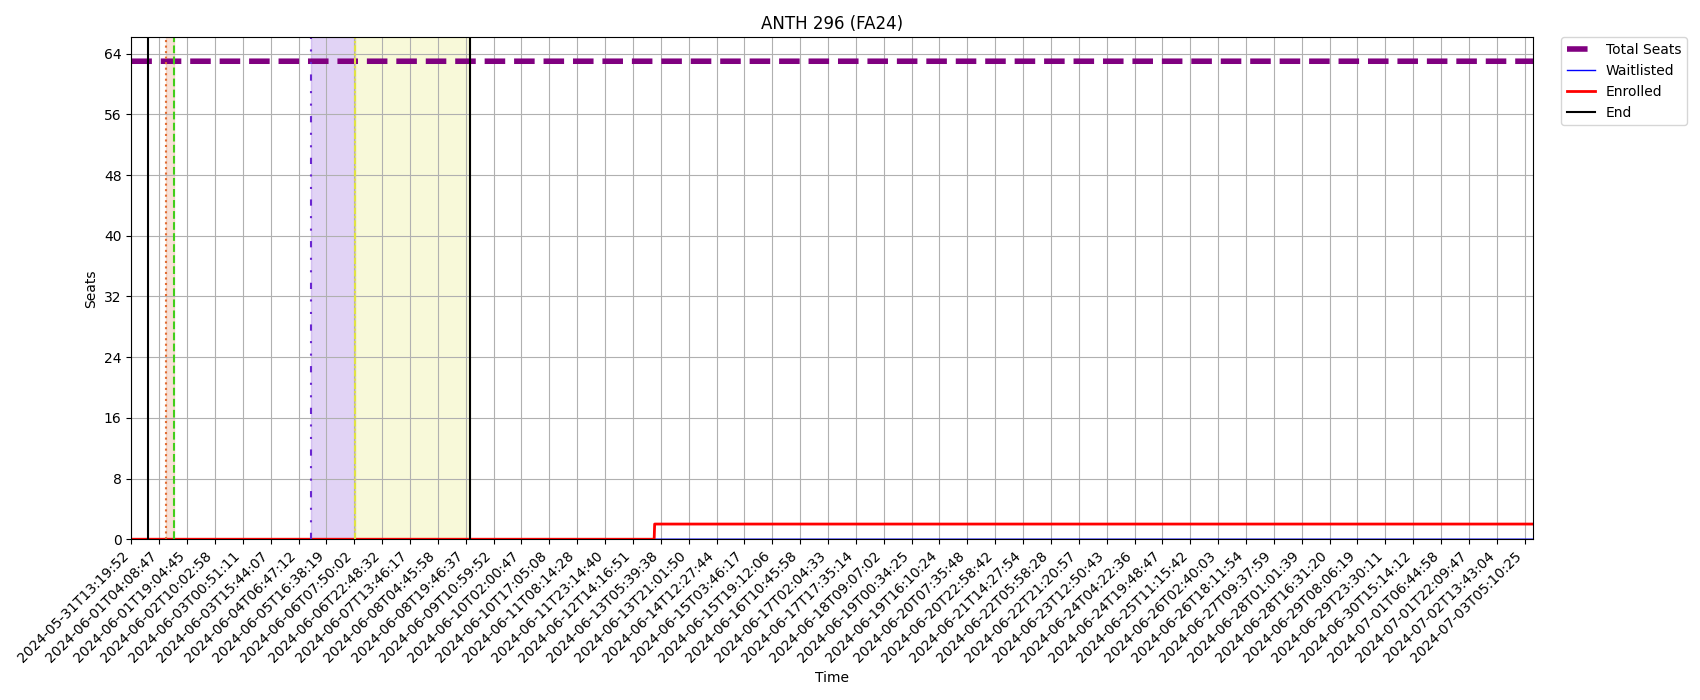 ANTH 296 (FA24)
Total Seats
Waitlisted
Enrolled
End
Seats
64
56
48
40
32
24
16
8
0
2024-05-31T13:19:52
2024-06-01T04:08:47
2024-06-01T19:04:45
2024-06-02T10:02:58
2024-06-03T00:51:11
2024-06-03T15:44:07
2024-06-04T06:47:12
2024-06-05T16:38:19
2024-06-06T07:50:02
2024-06-06T22:48:32
2024-06-07T13:46:17
2024-06-08T04:45:58
2024-06-08T19:46:37
2024-06-09T10:59:52
2024-06-10T02:00:47
2024-06-10T17:05:08
2024-06-11T08:14:28
2024-06-11T23:14:40
2024-06-12T14:16:51
2024-06-13T05:39:38
2024-06-13T21:01:50
2024-06-14T12:27:44
2024-06-15T03:46:17
2024-06-15T19:12:06
2024-06-16T10:45:58
2024-06-17T02:04:33
2024-06-17T17:35:14
2024-06-18T09:07:02
2024-06-19T00:34:25
2024-06-19T16:10:24
2024-06-20T07:35:48
2024-06-20T22:58:42
2024-06-21T14:27:54
2024-06-22T05:58:28
2024-06-22T21:20:57
2024-06-23T12:50:43
2024-06-24T04:22:36
2024-06-24T19:48:47
2024-06-25T11:15:42
2024-06-26T02:40:03
2024-06-26T18:11:54
2024-06-27T09:37:59
2024-06-28T01:01:39
2024-06-28T16:31:20
2024-06-29T08:06:19
2024-06-29T23:30:11
2024-06-30T15:14:12
2024-07-01T06:44:58
2024-07-01T22:09:47
2024-07-02T13:43:04
2024-07-03T05:10:25
Time